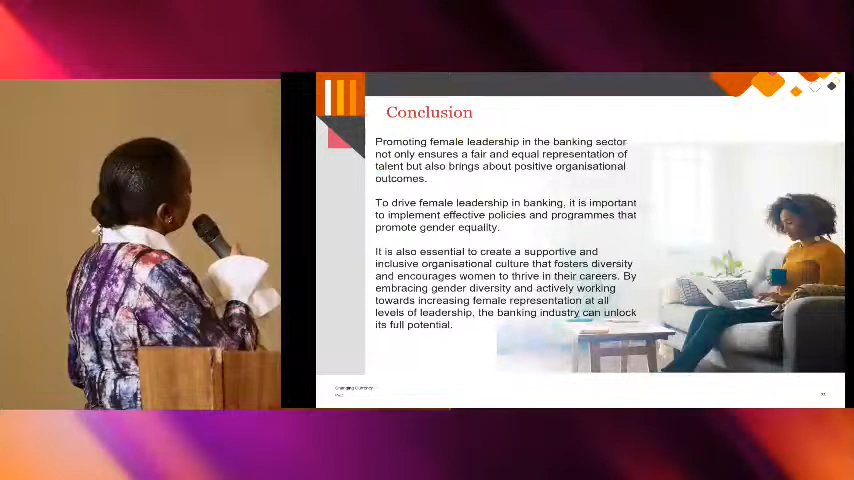 Conclusion
Promoting female leadership in the banking sector
not only ensures a fair and equal representation of
talent but also brings about positive organisational
outcomes.
To drive female leadership in banking, it is important
to implement effective policies and programmes that
promote gender equality.
It is also essential to create a supportive and
inclusive organisational culture that fosters diversity
and encourages women to thrive in their careers. By
embracing gender diversity and actively working
towards increasing female representation at all
levels of leadership, the banking industry can unlock
its full potential.
Changing Currency
PwC